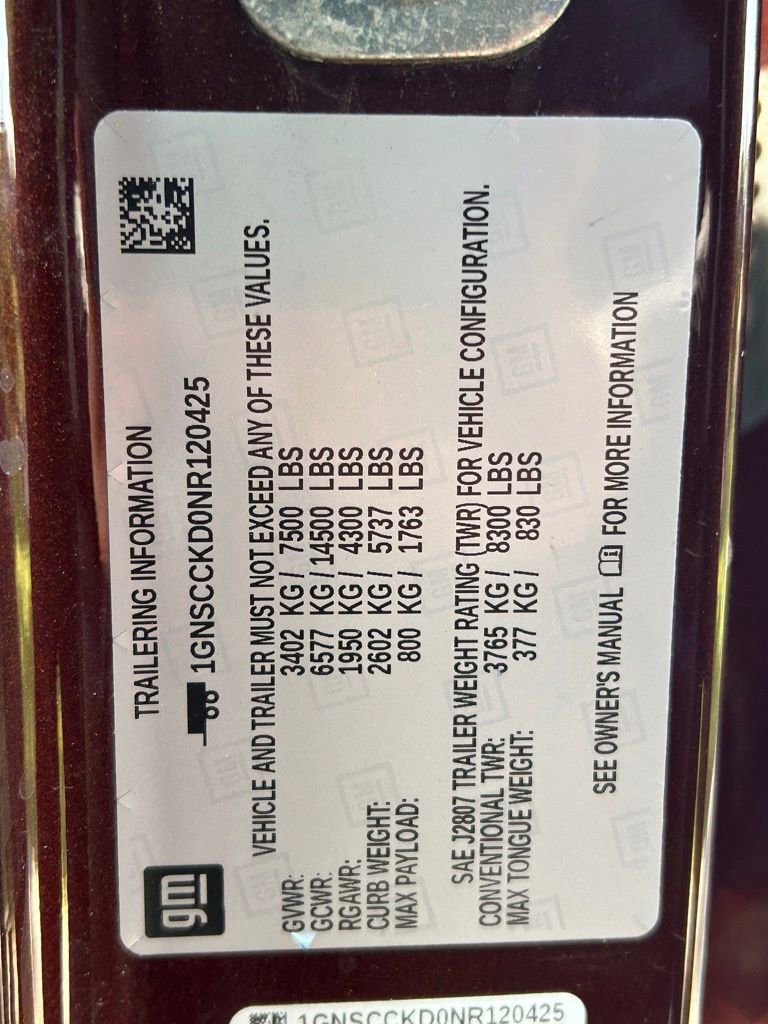 gm
TRAILERING INFORMATION
1GNSCCKD0NR120425
VEHICLE AND TRAILER MUST NOT EXCEED ANY OF THESE VALUES.
GVWR: 3402 KG / 7500 LBS
GCWR: 6577 KG / 14500 LBS
RGAWR: 1950 KG / 4300 LBS
CURB WEIGHT: 2602 KG / 5737 LBS
MAX PAYLOAD: 800 KG / 1763 LBS
SAE J2807 TRAILER WEIGHT RATING (TWR) FOR VEHICLE CONFIGURATION.
CONVENTIONAL TWR: 3765 KG / 8300 LBS
MAX TONGUE WEIGHT: 377 KG / 830 LBS
SEE OWNER'S MANUAL FOR MORE INFORMATION
1GNSCCKD0NR120425